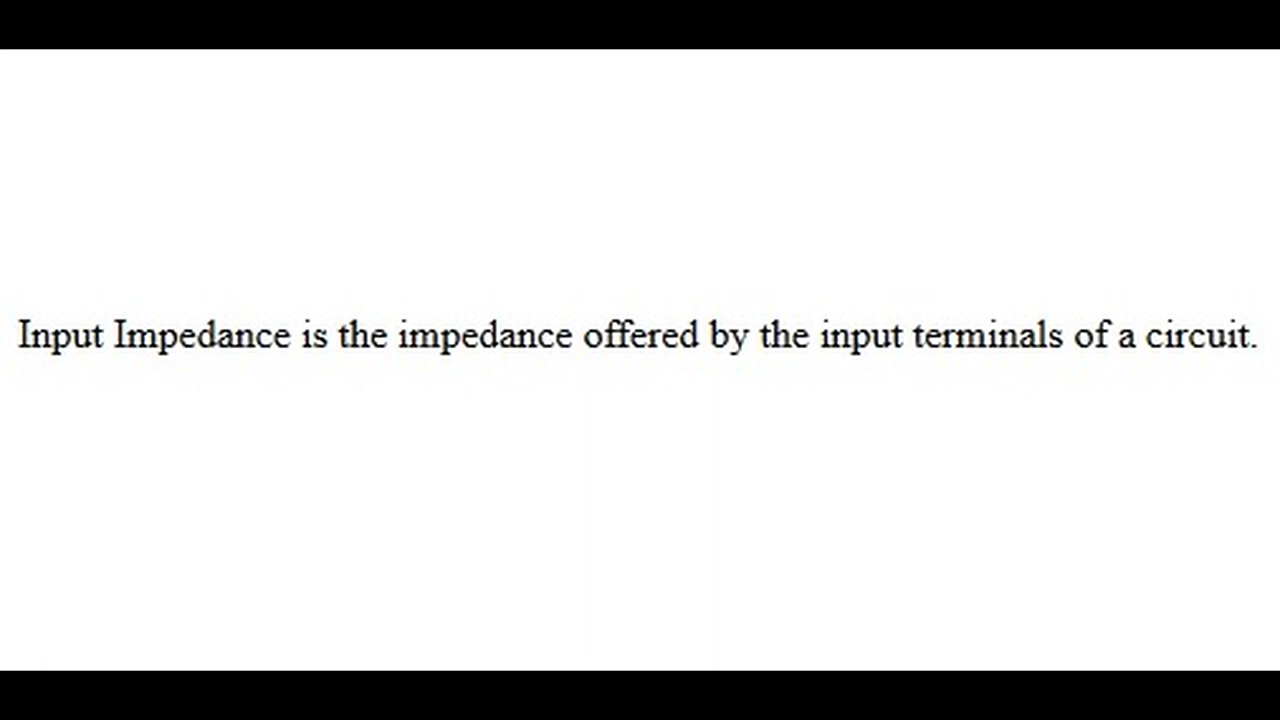 Input Impedance is the impedance offered by the input terminals of a circuit.